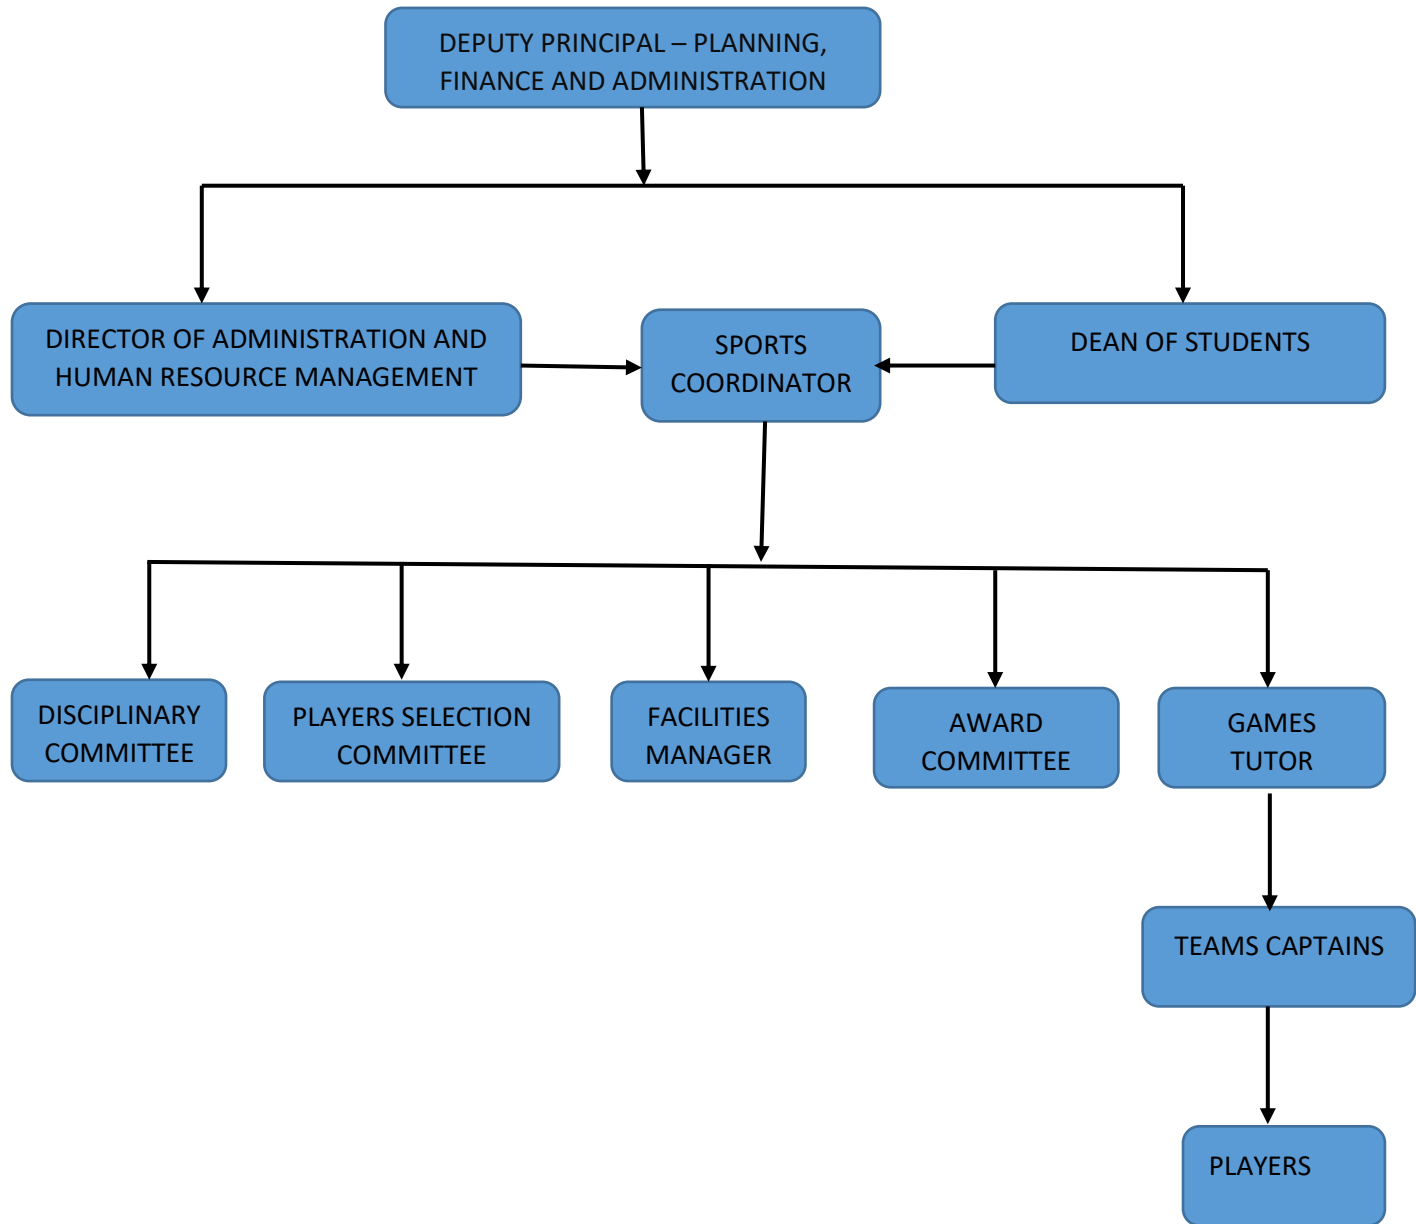 DEPUTY PRINCIPAL – PLANNING,
FINANCE AND ADMINISTRATION
DIRECTOR OF ADMINISTRATION AND
HUMAN RESOURCE MANAGEMENT
SPORTS
COORDINATOR
DEAN OF STUDENTS
DISCIPLINARY
COMMITTEE
PLAYERS SELECTION
COMMITTEE
FACILITIES
MANAGER
AWARD
COMMITTEE
GAMES
TUTOR
TEAMS CAPTAINS
PLAYERS